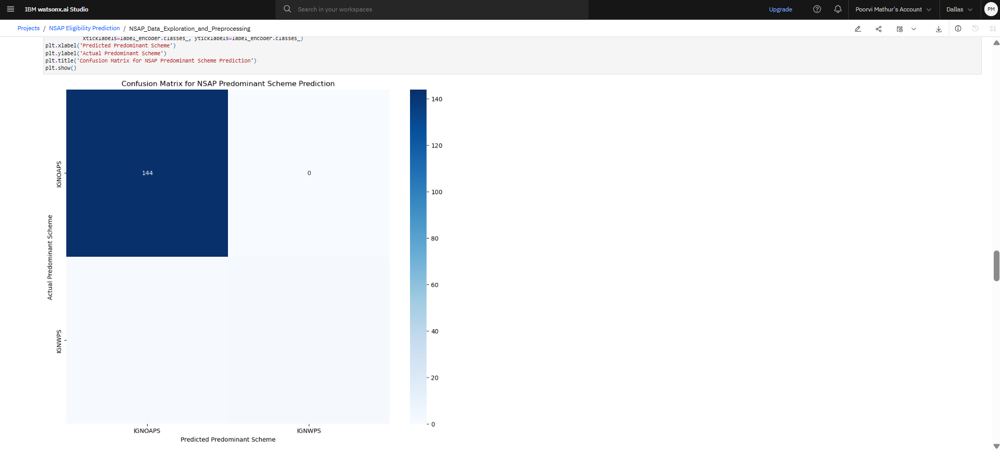 IBM watsonx.ai Studio
Search in your workspaces
Upgrade
Poorvi Mathur's Account
Dallas
PM
Projects / NSAP Eligibility Prediction / NSAP_Data_Exploration_and_Preprocessing
xticklabels=label_encoder.classes_, yticklabels=label_encoder.classes_)
plt.xlabel('Predicted Predominant Scheme')
plt.ylabel('Actual Predominant Scheme')
plt.title('Confusion Matrix for NSAP Predominant Scheme Prediction')
plt.show()
Confusion Matrix for NSAP Predominant Scheme Prediction
Actual Predominant Scheme
IGNOAPS
IGNWPS
144
0
140
120
100
80
60
40
20
0
IGNOAPS
IGNWPS
Predicted Predominant Scheme